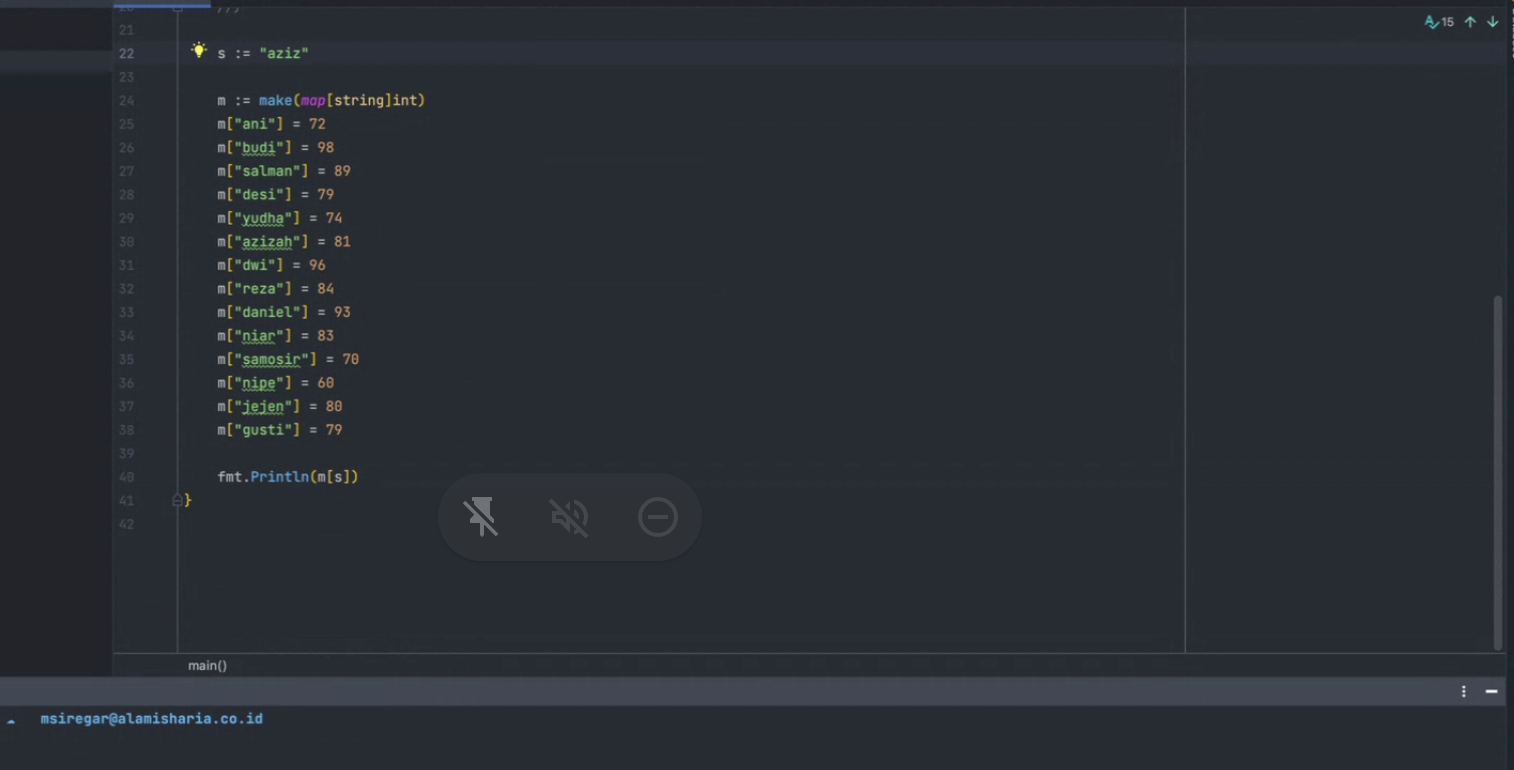 21
15
22 s := "aziz"
23
24 m := make(map[string]int)
25 m["ani"] = 72
26 m["budi"] = 98
27 m["salman"] = 89
28 m["desi"] = 79
29 m["yudha"] = 74
30 m["azizah"] = 81
31 m["dwi"] = 96
32 m["reza"] = 84
33 m["daniel"] = 93
34 m["niar"] = 83
35 m["samosir"] = 70
36 m["nipe"] = 60
37 m["jejen"] = 80
38 m["gusti"] = 79
39
40 fmt.Println(m[s])
41 }
42
main()
msiregar@alamisharia.co.id